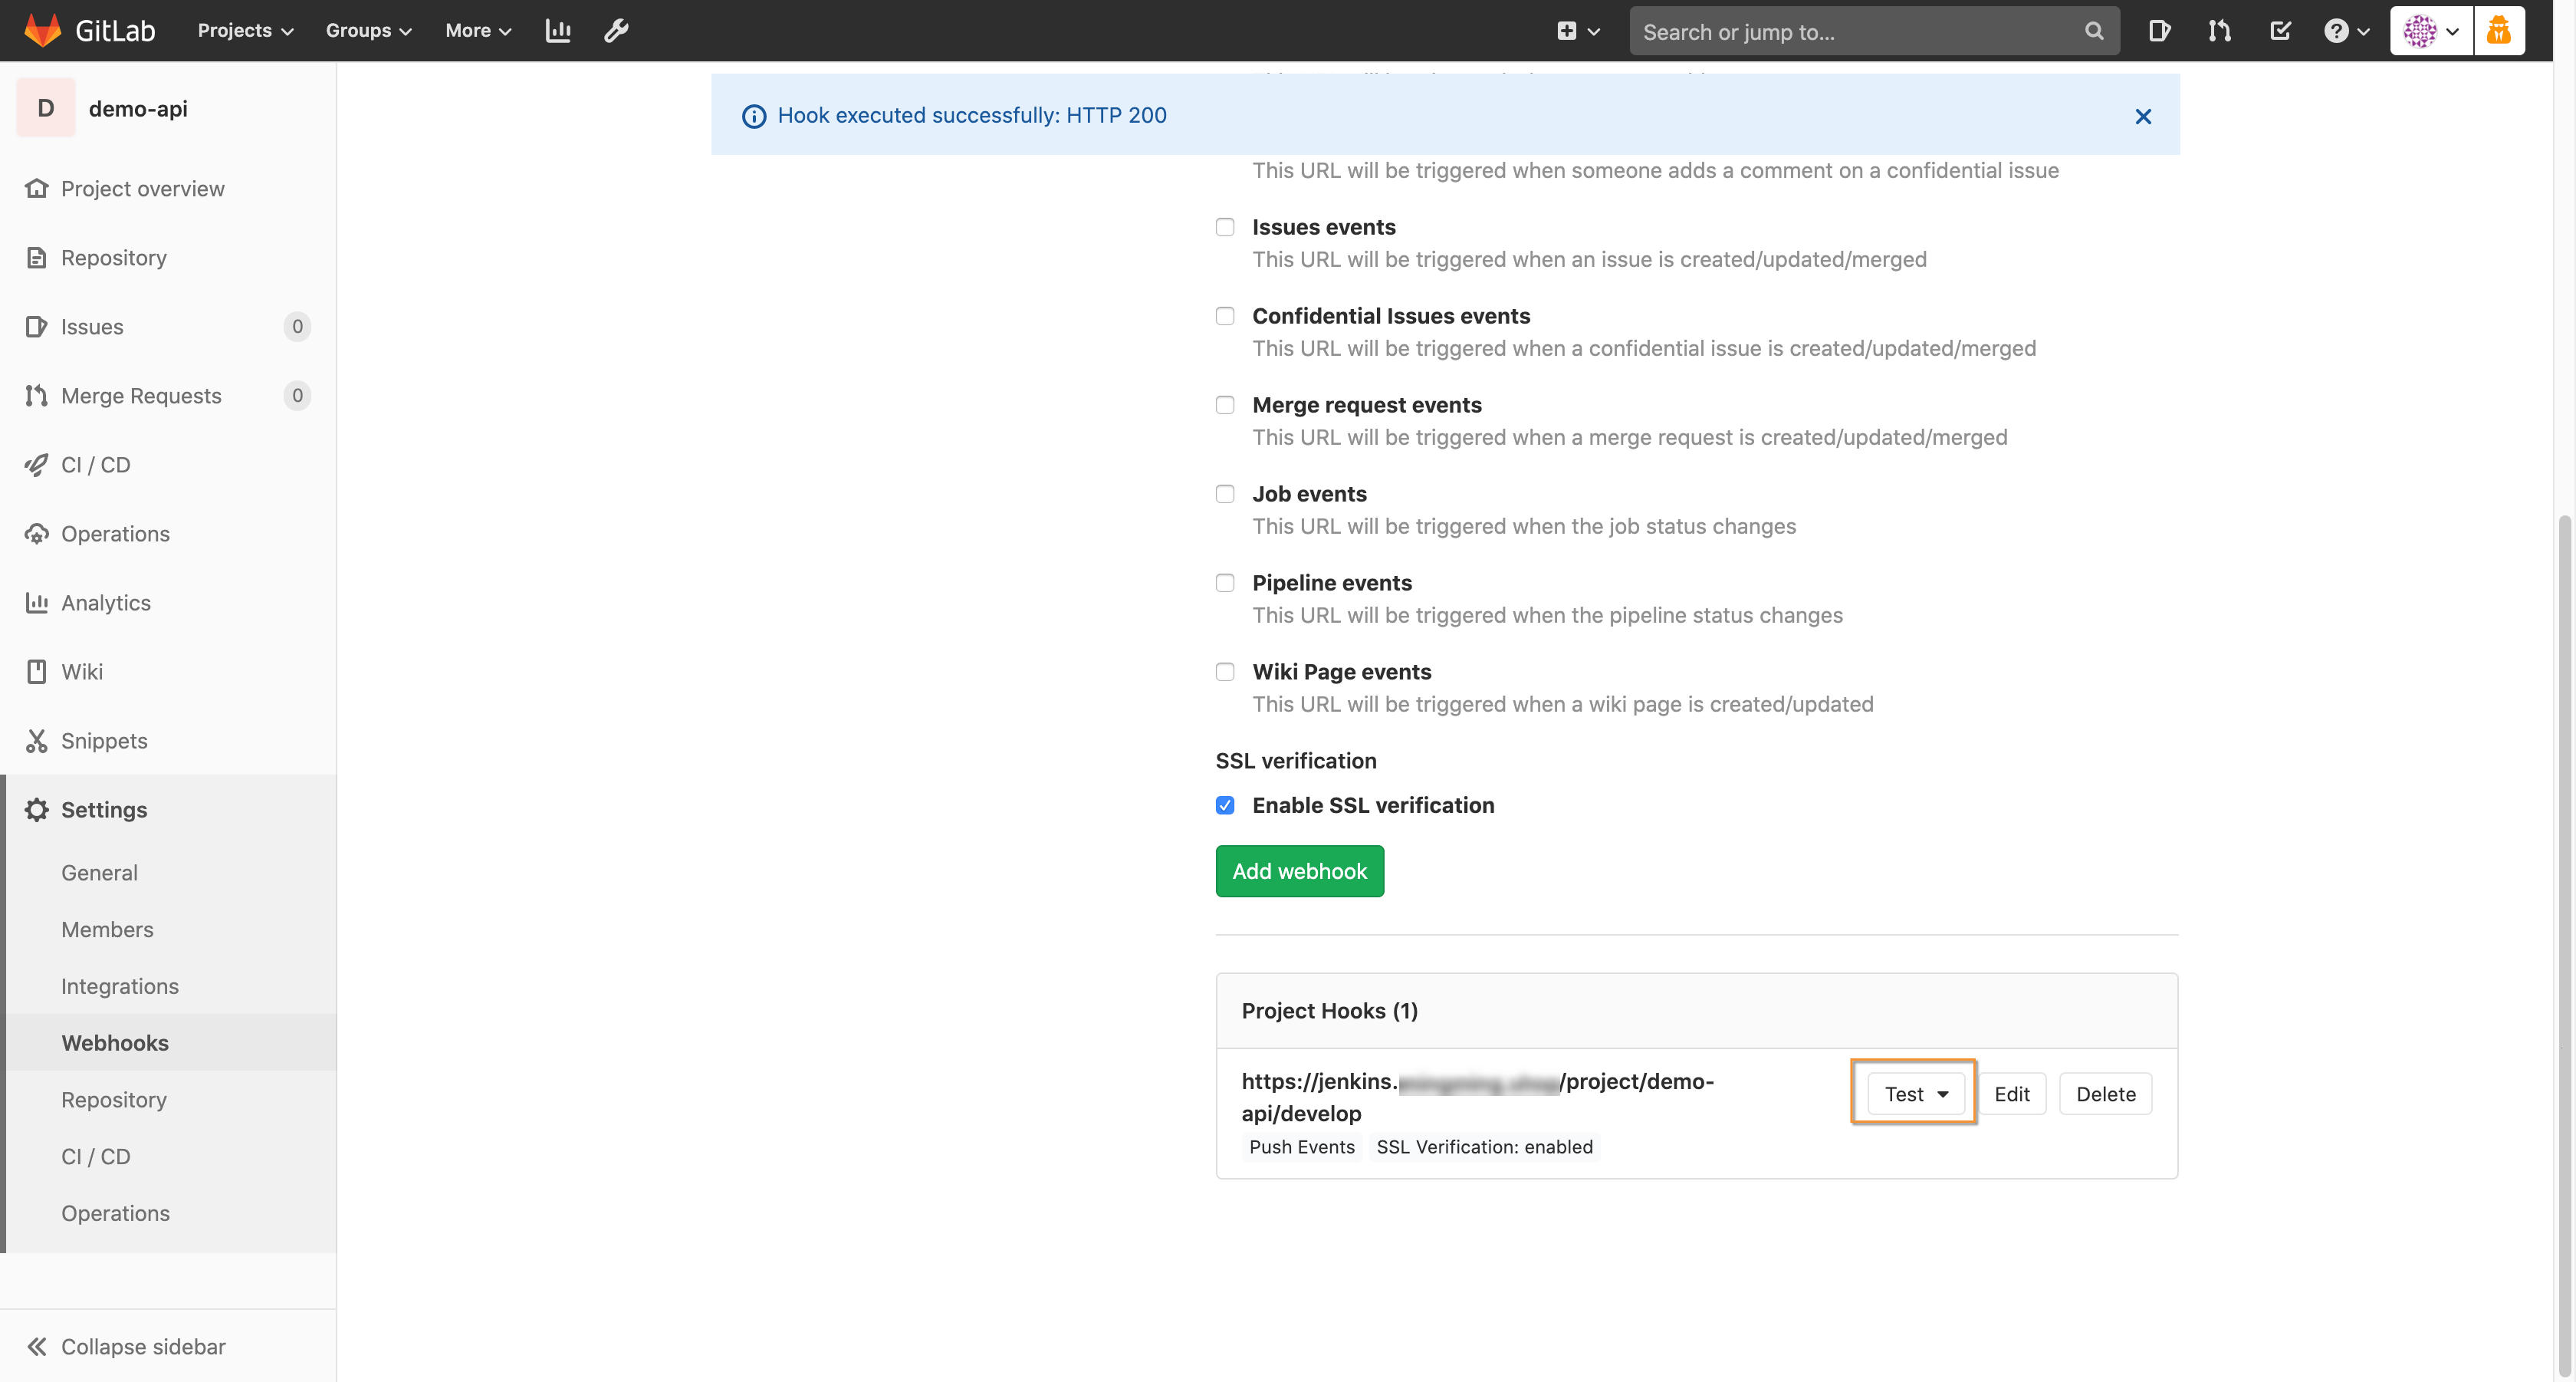 GitLab Projects Groups More Search or jump to...
D demo-api
Project overview
Repository
Issues 0
Merge Requests 0
CI / CD
Operations
Analytics
Wiki
Snippets
Settings
General
Members
Integrations
Webhooks
Repository
CI / CD
Operations
Collapse sidebar
Hook executed successfully: HTTP 200
This URL will be triggered when someone adds a comment on a confidential issue
Issues events
This URL will be triggered when an issue is created/updated/merged
Confidential Issues events
This URL will be triggered when a confidential issue is created/updated/merged
Merge request events
This URL will be triggered when a merge request is created/updated/merged
Job events
This URL will be triggered when the job status changes
Pipeline events
This URL will be triggered when the pipeline status changes
Wiki Page events
This URL will be triggered when a wiki page is created/updated
SSL verification
Enable SSL verification
Add webhook
Project Hooks (1)
https://jenkins. /project/demo-
api/develop
Test Edit Delete
Push Events SSL Verification: enabled